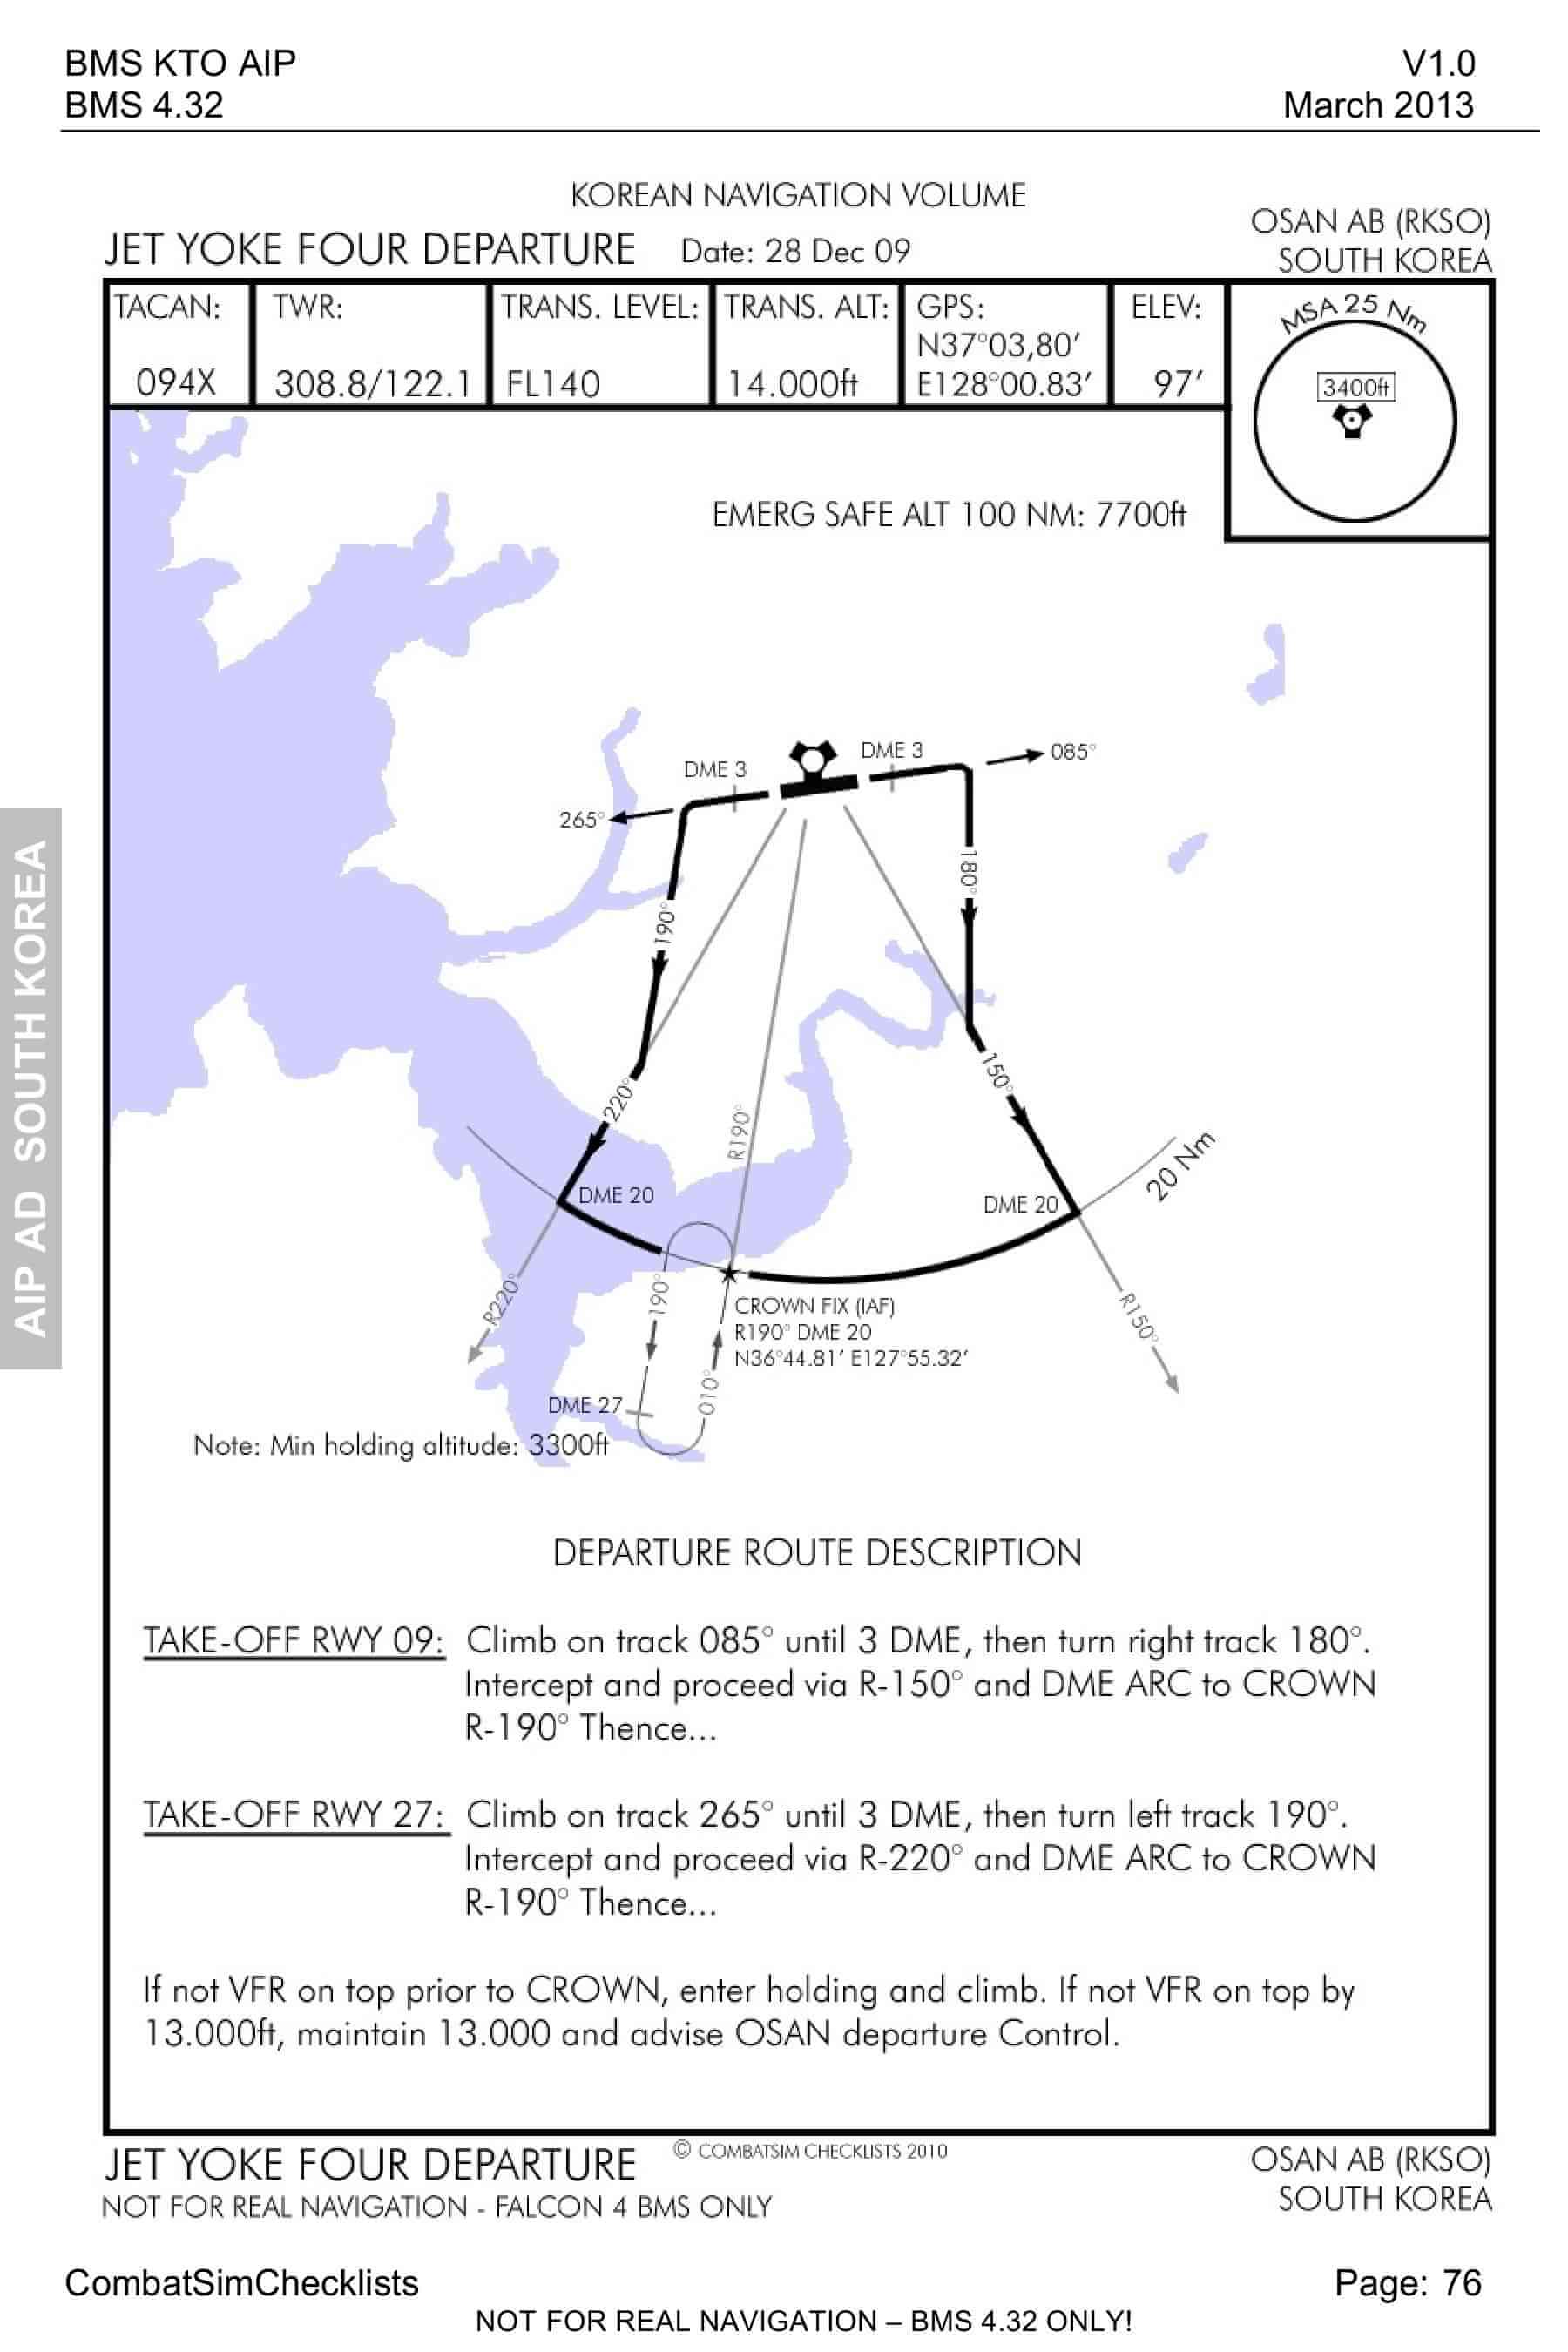 BMS KTO AIP
V1.0
BMS 4.32
March 2013
KOREAN NAVIGATION VOLUME
JET YOKE FOUR DEPARTURE Date: 28 Dec 09
OSAN AB (RKSO)
SOUTH KOREA
TACAN:
094X
TWR:
308.8/122.1
TRANS. LEVEL:
FL140
TRANS. ALT:
14.000ft
GPS:
N37°03,80′
E128°00.83′
ELEV:
97′
MSA 25 Nm
3400ft
EMERG SAFE ALT 100 NM: 7700ft
DME 3
DME 3
085°
265°
180°
190°
150°
220°
R190°
20 Nm
DME 20
DME 20
R220°
190°
R150°
CROWN FIX (IAF)
R190° DME 20
N36°44.81′ E127°55.32′
010°
DME 27
Note: Min holding altitude: 3300ft
AIP AD SOUTH KOREA
DEPARTURE ROUTE DESCRIPTION
TAKE-OFF RWY 09: Climb on track 085° until 3 DME, then turn right track 180°.
Intercept and proceed via R-150° and DME ARC to CROWN
R-190° Thence...
TAKE-OFF RWY 27: Climb on track 265° until 3 DME, then turn left track 190°.
Intercept and proceed via R-220° and DME ARC to CROWN
R-190° Thence...
If not VFR on top prior to CROWN, enter holding and climb. If not VFR on top by
13.000ft, maintain 13.000 and advise OSAN departure Control.
JET YOKE FOUR DEPARTURE
© COMBATSIM CHECKLISTS 2010
OSAN AB (RKSO)
NOT FOR REAL NAVIGATION - FALCON 4 BMS ONLY
SOUTH KOREA
CombatSimChecklists
Page: 76
NOT FOR REAL NAVIGATION – BMS 4.32 ONLY!